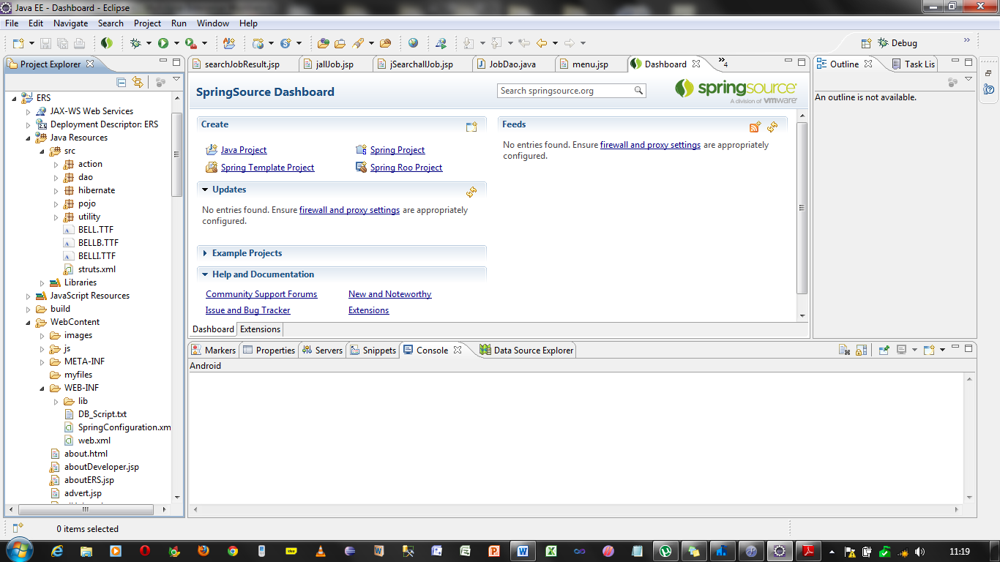 Java EE - Dashboard - Eclipse
File Edit Navigate Search Project Run Window Help
Debug
Project Explorer
searchJobResult.jsp jallJob.jsp jSearchallJob.jsp JobDao.java menu.jsp Dashboard 4
Outline Task Lis
SpringSource Dashboard
Search springsource.org
springsource
A division of vmware
An outline is not available.
ERS
JAX-WS Web Services
Deployment Descriptor: ERS
Java Resources
src
action
dao
hibernate
pojo
utility
BELL.TTF
BELLB.TTF
BELLI.TTF
struts.xml
Libraries
JavaScript Resources
build
WebContent
images
js
META-INF
myfiles
WEB-INF
lib
DB_Script.txt
SpringConfiguration.xm
web.xml
about.html
aboutDeveloper.jsp
aboutERS.jsp
advert.jsp
Create
Java Project Spring Project
Spring Template Project Spring Roo Project
Updates
No entries found. Ensure firewall and proxy settings are appropriately
configured.
Example Projects
Help and Documentation
Community Support Forums New and Noteworthy
Issue and Bug Tracker Extensions
Feeds
No entries found. Ensure firewall and proxy settings are appropriately
configured.
Dashboard Extensions
Markers Properties Servers Snippets Console Data Source Explorer
Android
0 items selected
11:19